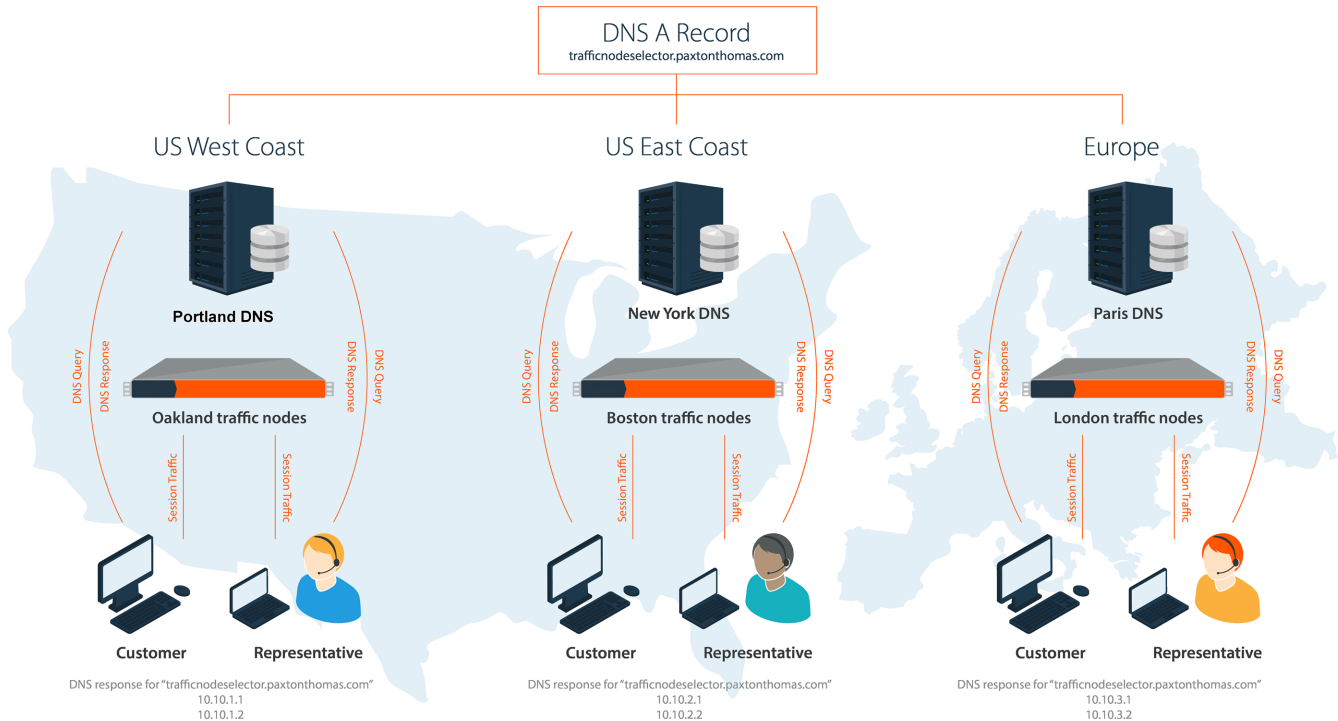 DNS A Record
trafficnodeselector.paxtonthomas.com
US West Coast
Portland DNS
DNS Query
DNS Response
DNS Response
DNS Query
Oakland traffic nodes
Session Traffic
Session Traffic
Customer
Representative
DNS response for "trafficnodeselector.paxtonthomas.com"
10.10.1.1
10.10.1.2
US East Coast
New York DNS
DNS Query
DNS Response
DNS Response
DNS Query
Boston traffic nodes
Session Traffic
Session Traffic
Customer
Representative
DNS response for "trafficnodeselector.paxtonthomas.com"
10.10.2.1
10.10.2.2
Europe
Paris DNS
DNS Query
DNS Response
DNS Response
DNS Query
London traffic nodes
Session Traffic
Session Traffic
Customer
Representative
DNS response for "trafficnodeselector.paxtonthomas.com"
10.10.3.1
10.10.3.2